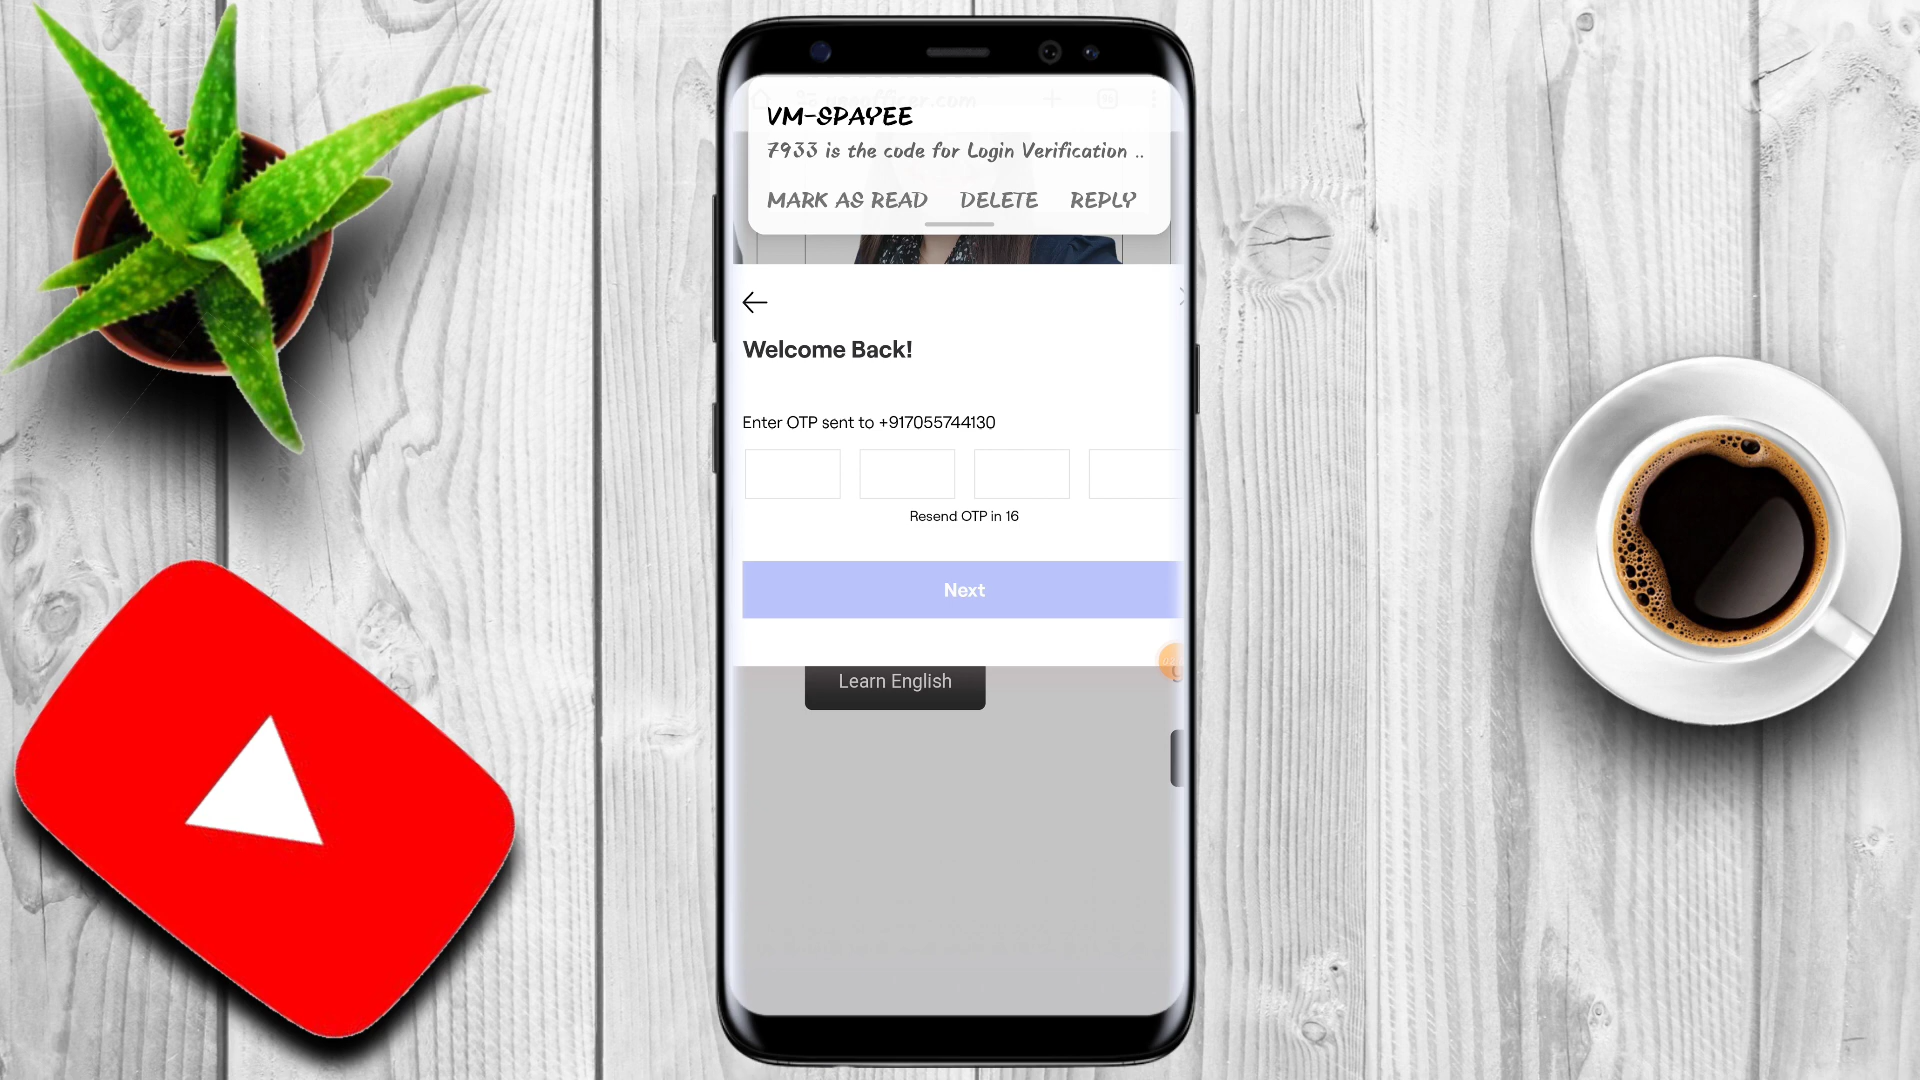 VM-SPAYEE
7933 is the code for Login Verification ..
MARK AS READ DELETE REPLY
Welcome Back!
Enter OTP sent to +917055744130
Resend OTP in 16
Next
Learn English